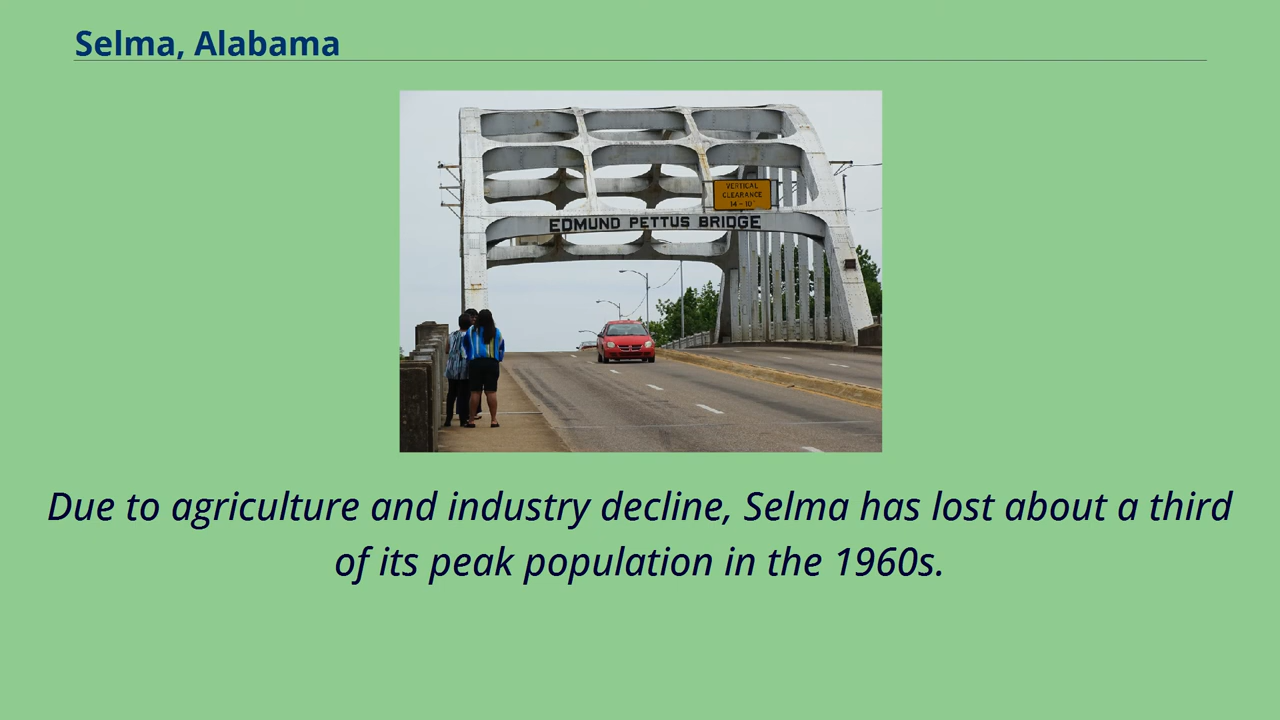 Selma, Alabama
VERTICAL
CLEARANCE
14-10
EDMUND PETTUS BRIDGE
Due to agriculture and industry decline, Selma has lost about a third
of its peak population in the 1960s.